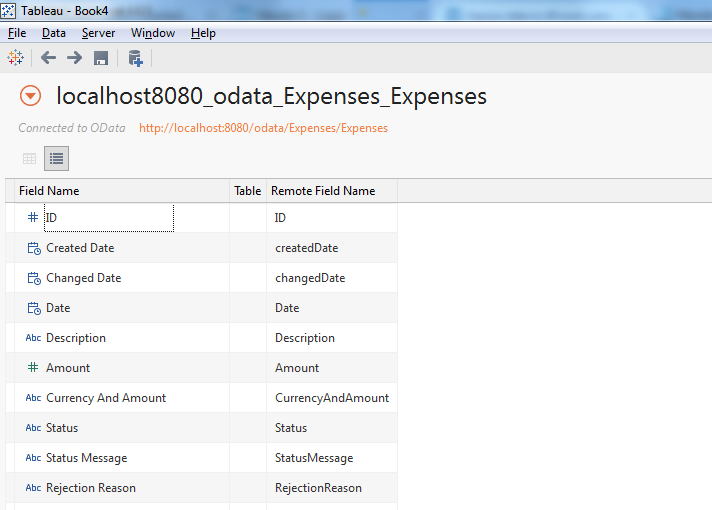 Tableau - Book4
File Data Server Window Help
localhost8080_odata_Expenses_Expenses
Connected to OData http://localhost:8080/odata/Expenses/Expenses
Field Name Table Remote Field Name
# ID ID
Created Date createdDate
Changed Date changedDate
Date Date
Abc Description Description
# Amount Amount
Abc Currency And Amount CurrencyAndAmount
Abc Status Status
Abc Status Message StatusMessage
Abc Rejection Reason RejectionReason